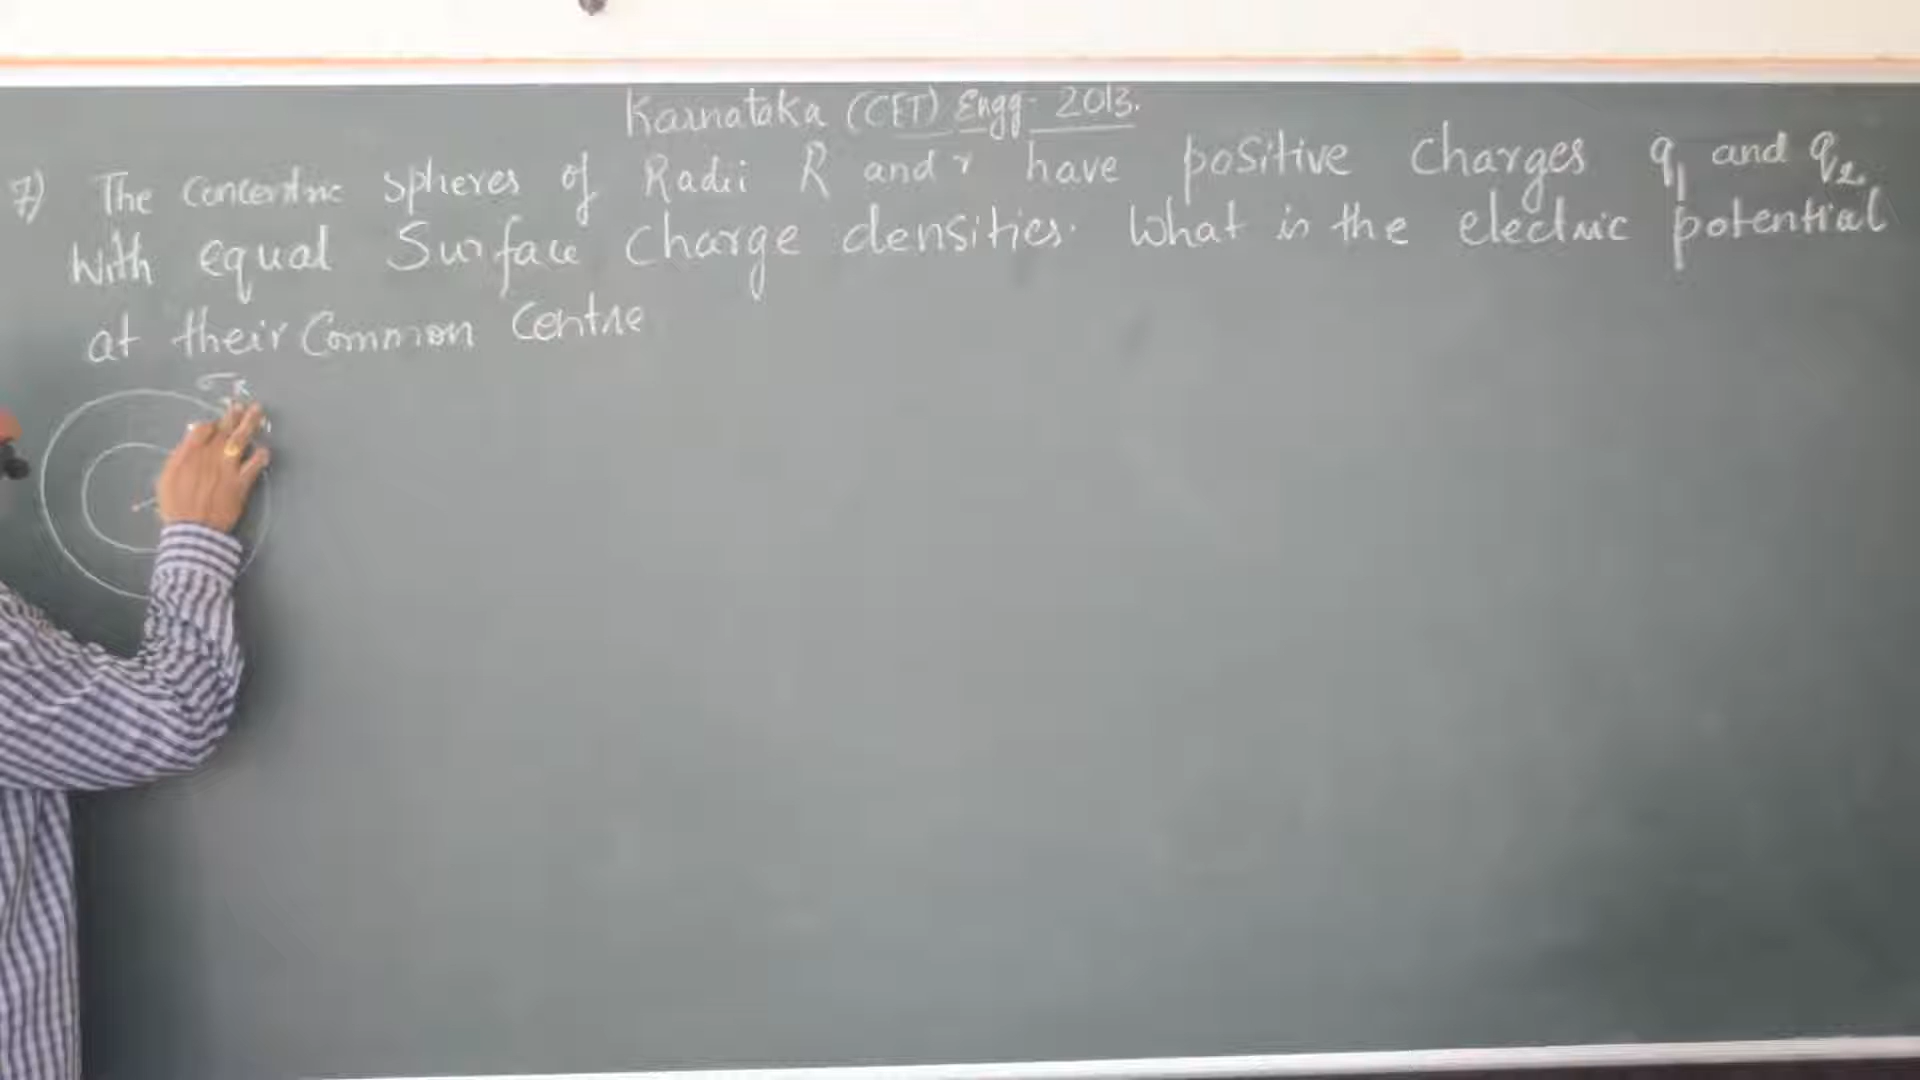 Karnataka (CET) Engg- 2013.
7) The concentric spheres of Radii R and r have positive charges q1 and q2
with equal Surface charge densities. What is the electric potential
at their Common Centre
σ